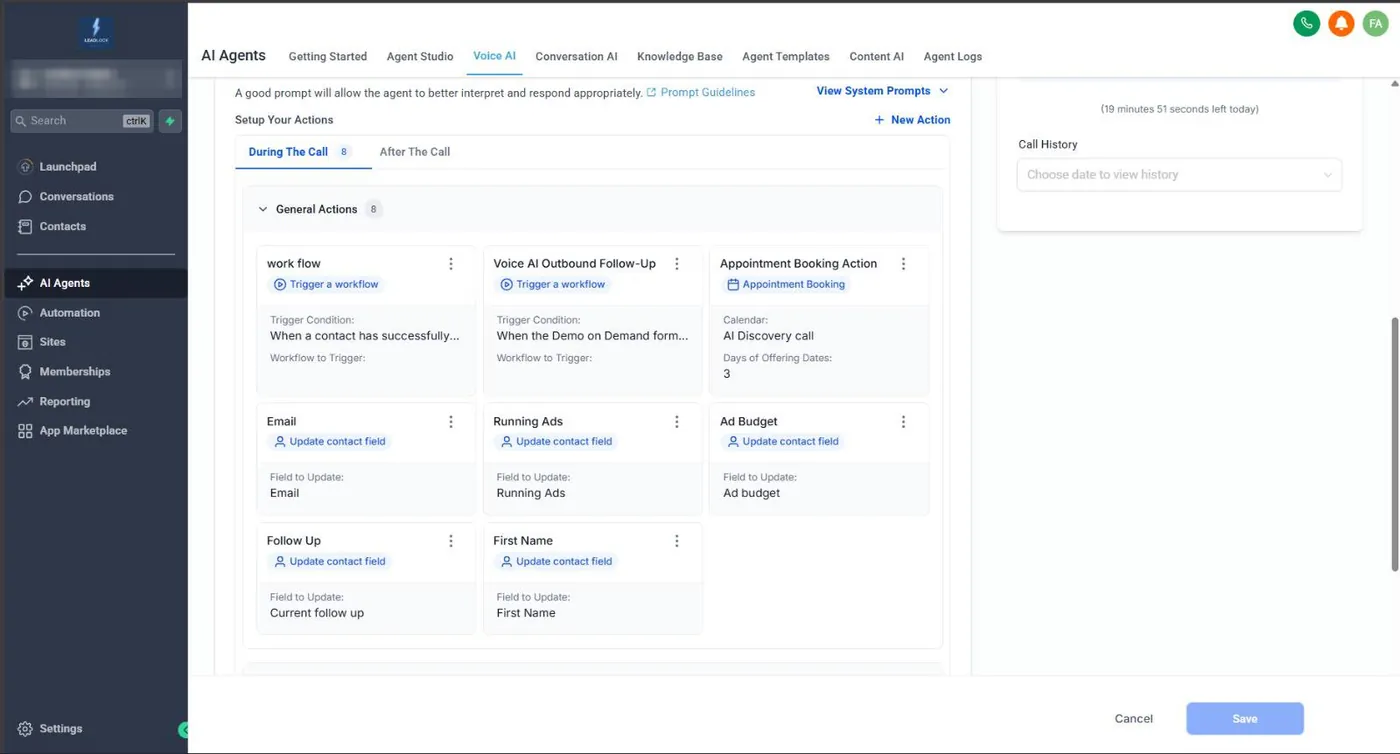 LEADLOCY
FA
AI Agents
Getting Started
Agent Studio
Voice AI
Conversation AI
Knowledge Base
Agent Templates
Content AI
Agent Logs
Search
ctrlK
Launchpad
Conversations
Contacts
AI Agents
Automation
Sites
Memberships
Reporting
App Marketplace
Settings
A good prompt will allow the agent to better interpret and respond appropriately. Prompt Guidelines
View System Prompts
Setup Your Actions
+ New Action
During The Call 8
After The Call
General Actions 8
work flow
Trigger a workflow
Trigger Condition:
When a contact has successfully...
Workflow to Trigger:
Voice AI Outbound Follow-Up
Trigger a workflow
Trigger Condition:
When the Demo on Demand form...
Workflow to Trigger:
Appointment Booking Action
Appointment Booking
Calendar:
AI Discovery call
Days of Offering Dates:
3
Email
Update contact field
Field to Update:
Email
Running Ads
Update contact field
Field to Update:
Running Ads
Ad Budget
Update contact field
Field to Update:
Ad budget
Follow Up
Update contact field
Field to Update:
Current follow up
First Name
Update contact field
Field to Update:
First Name
(19 minutes 51 seconds left today)
Call History
Choose date to view history
Cancel
Save